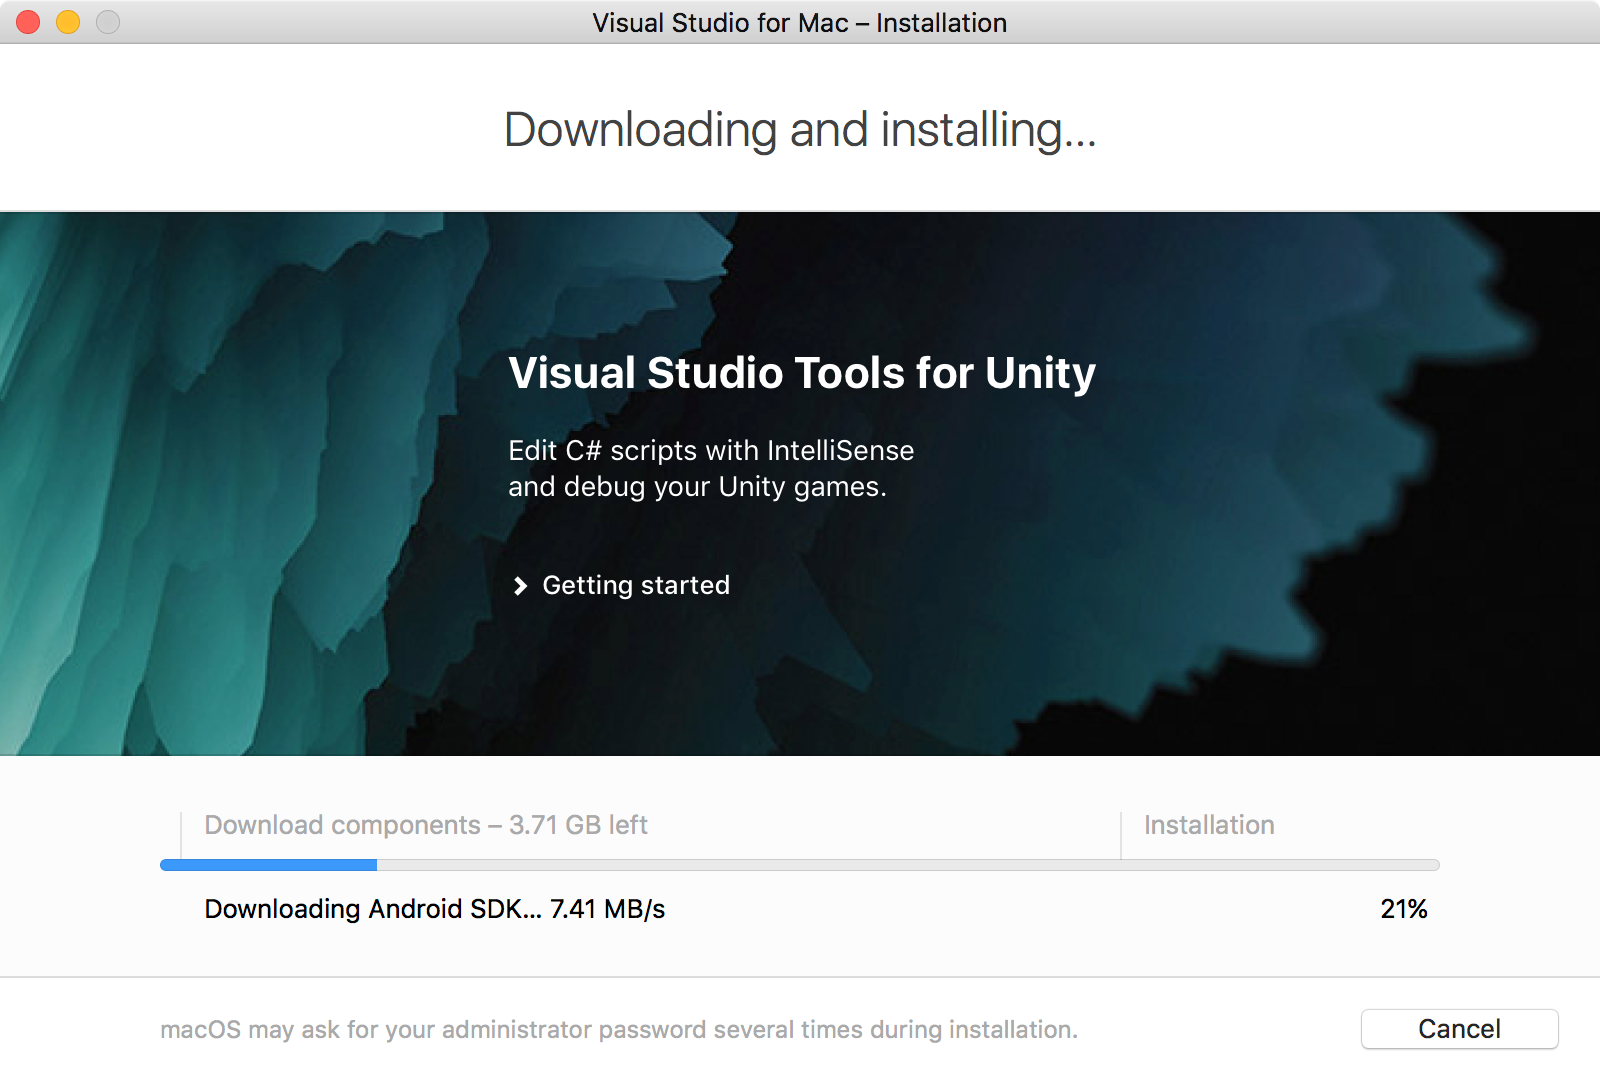 Visual Studio for Mac – Installation
Downloading and installing...
Visual Studio Tools for Unity
Edit C# scripts with IntelliSense
and debug your Unity games.
Getting started
Download components – 3.71 GB left
Installation
Downloading Android SDK... 7.41 MB/s
21%
macOS may ask for your administrator password several times during installation.
Cancel